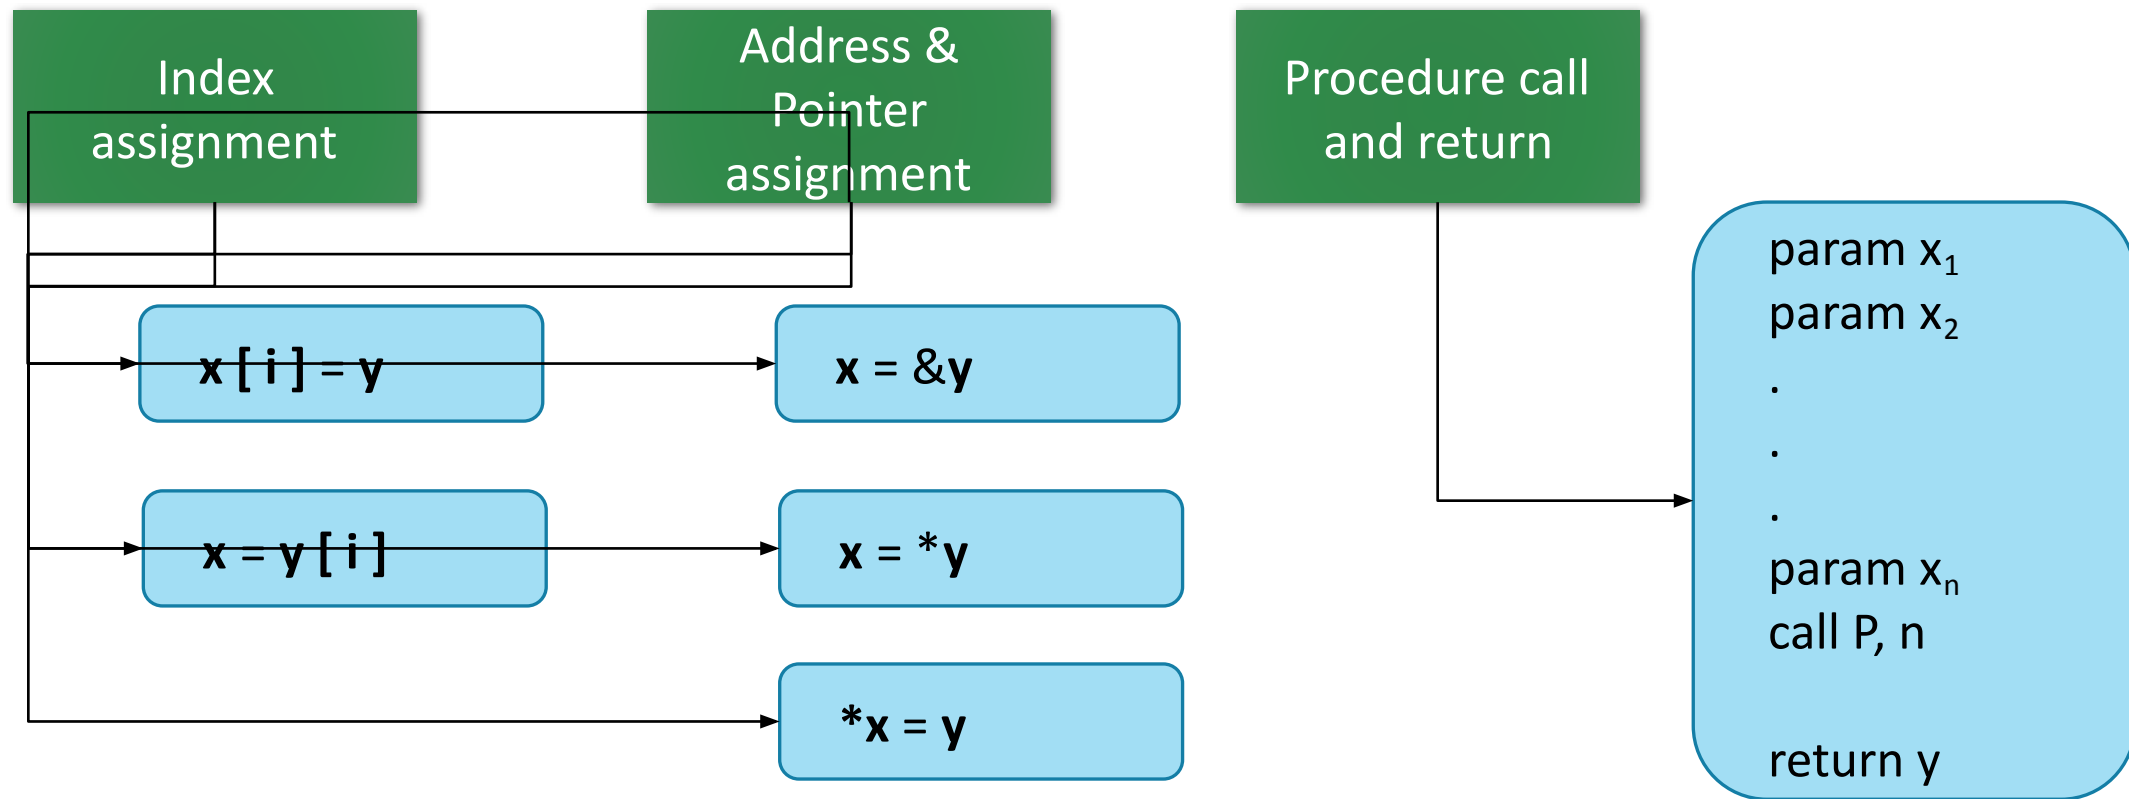 Index
assignment
Address &
Pointer
assignment
Procedure call
and return
x [ i ] = y
x = y [ i ]
x = &y
x = *y
*x = y
param x₁
param x₂
.
.
.
param xₙ
call P, n
return y